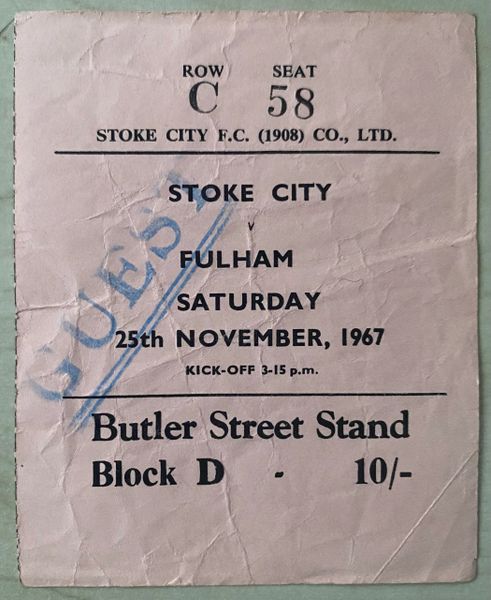 ROW SEAT
C 58
STOKE CITY F.C. (1908) CO., LTD.
STOKE CITY
v
FULHAM
SATURDAY
25th NOVEMBER, 1967
KICK-OFF 3-15 p.m.
GUEST
Butler Street Stand
Block D - 10/-